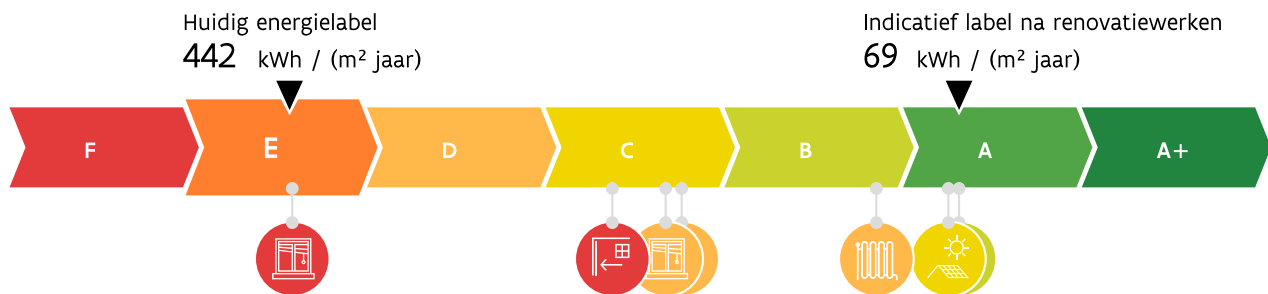 Huidig energielabel
442 kWh / (m² jaar)
Indicatief label na renovatiewerken
69 kWh / (m² jaar)
F E D C B A A+